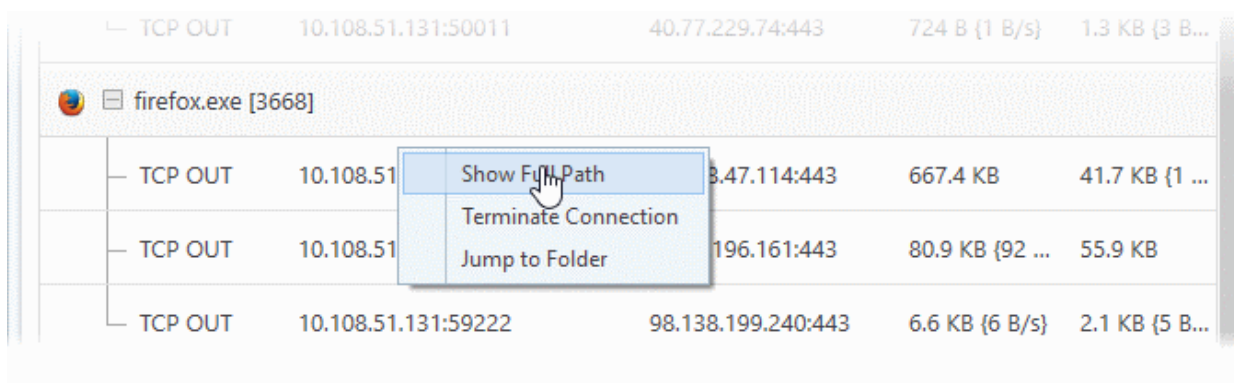 TCP OUT 10.108.51.131:50011 40.77.229.74:443 724 B {1 B/s} 1.3 KB {3 B...
firefox.exe [3668]
TCP OUT 10.108.51 Show Full Path 3.47.114:443 667.4 KB 41.7 KB {1 ...
Terminate Connection
TCP OUT 10.108.51 Jump to Folder 196.161:443 80.9 KB {92 ... 55.9 KB
TCP OUT 10.108.51.131:59222 98.138.199.240:443 6.6 KB {6 B/s} 2.1 KB {5 B...